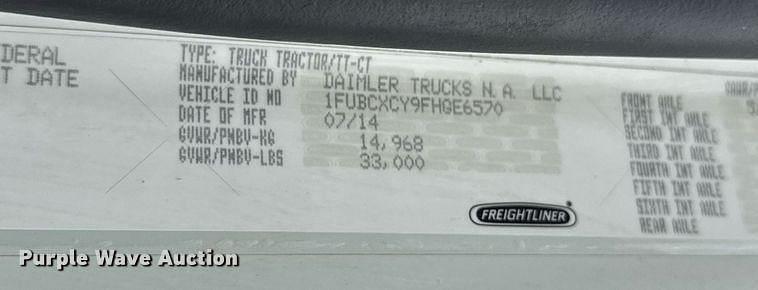 DERAL
T DATE
TYPE: TRUCK TRACTOR/TT-CT
MANUFACTURED BY DAIMLER TRUCKS N.A. LLC
VEHICLE ID NO 1FUBCXCY9FHGE6570
DATE OF MFR 07/14
GVWR/PNBV-KG 14,968
GVWR/PNBV-LBS 33,000
FRONT AXLE
FIRST INT AXLE
SECOND INT AXLE
THIRD INT AXLE
FOURTH INT AXLE
FIFTH INT AXLE
SIXTH INT AXLE
REAR AXLE
FREIGHTLINER
Purple Wave Auction